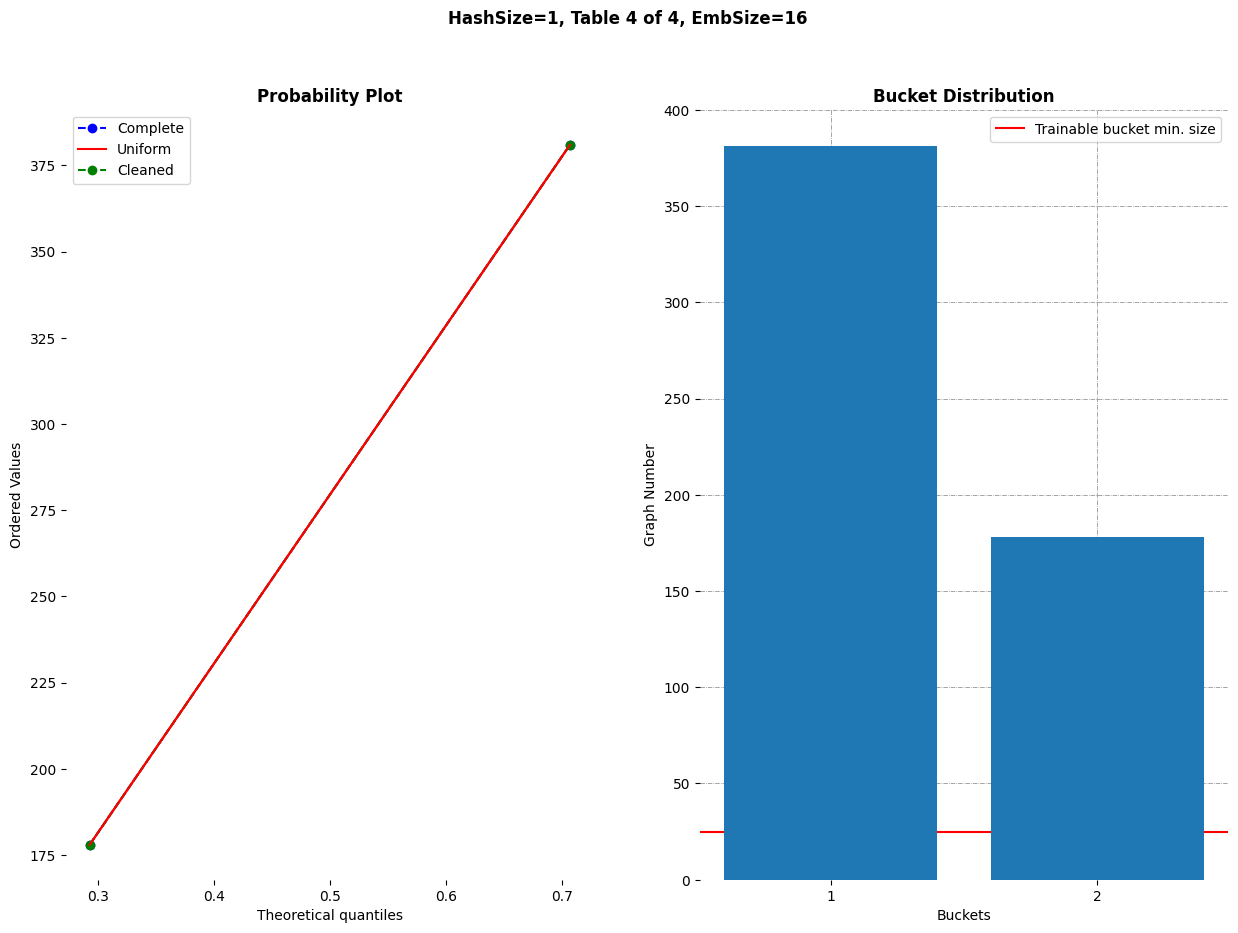 HashSize=1, Table 4 of 4, EmbSize=16
Probability Plot
Complete
Uniform
Cleaned
375
350
325
300
275
250
225
200
175
Ordered Values
0.3 0.4 0.5 0.6 0.7
Theoretical quantiles
Bucket Distribution
Trainable bucket min. size
400
350
300
250
200
150
100
50
0
Graph Number
1 2
Buckets